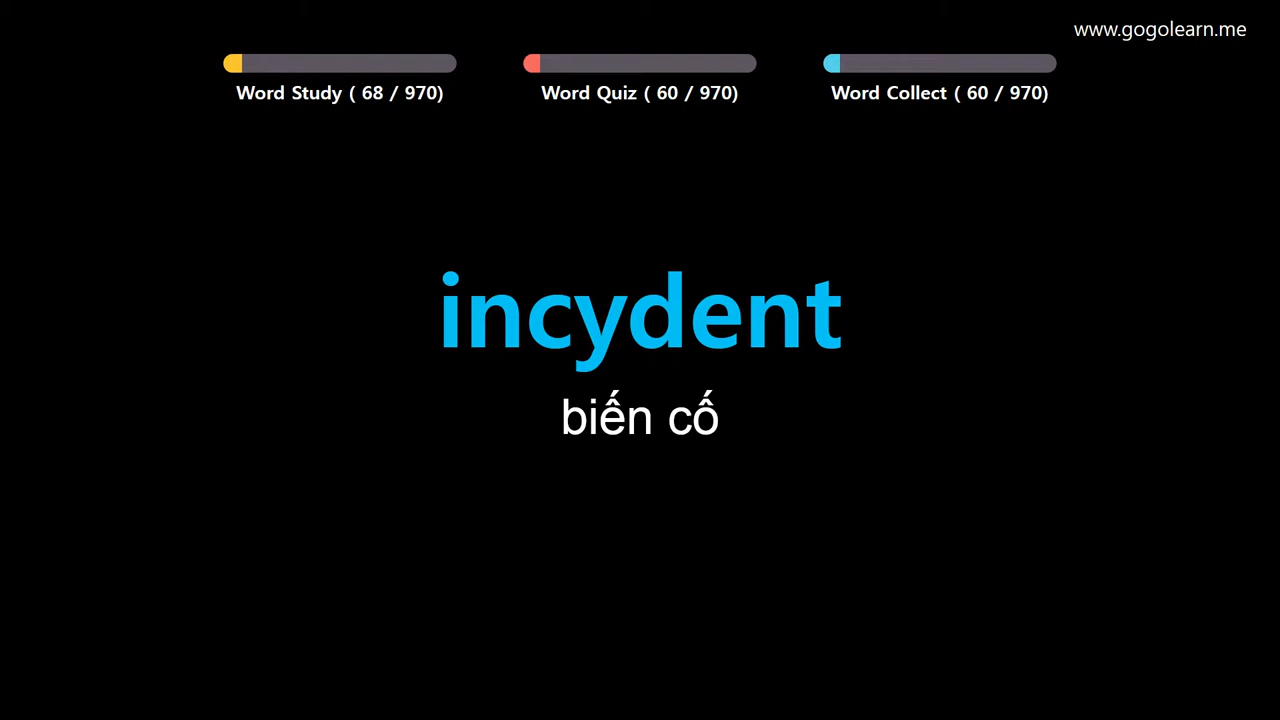 www.gogolearn.me
Word Study ( 68 / 970)
Word Quiz ( 60 / 970)
Word Collect ( 60 / 970)
incydent
biến cố